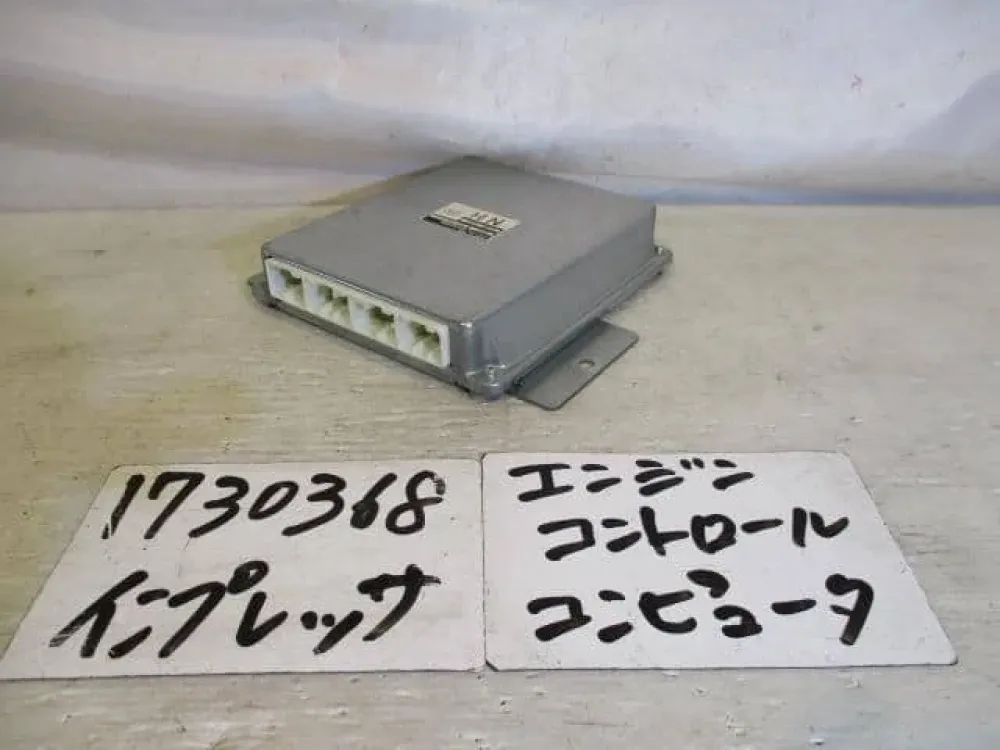 1730368
インプレッサ
エンジン
コントロール
コンピュータ